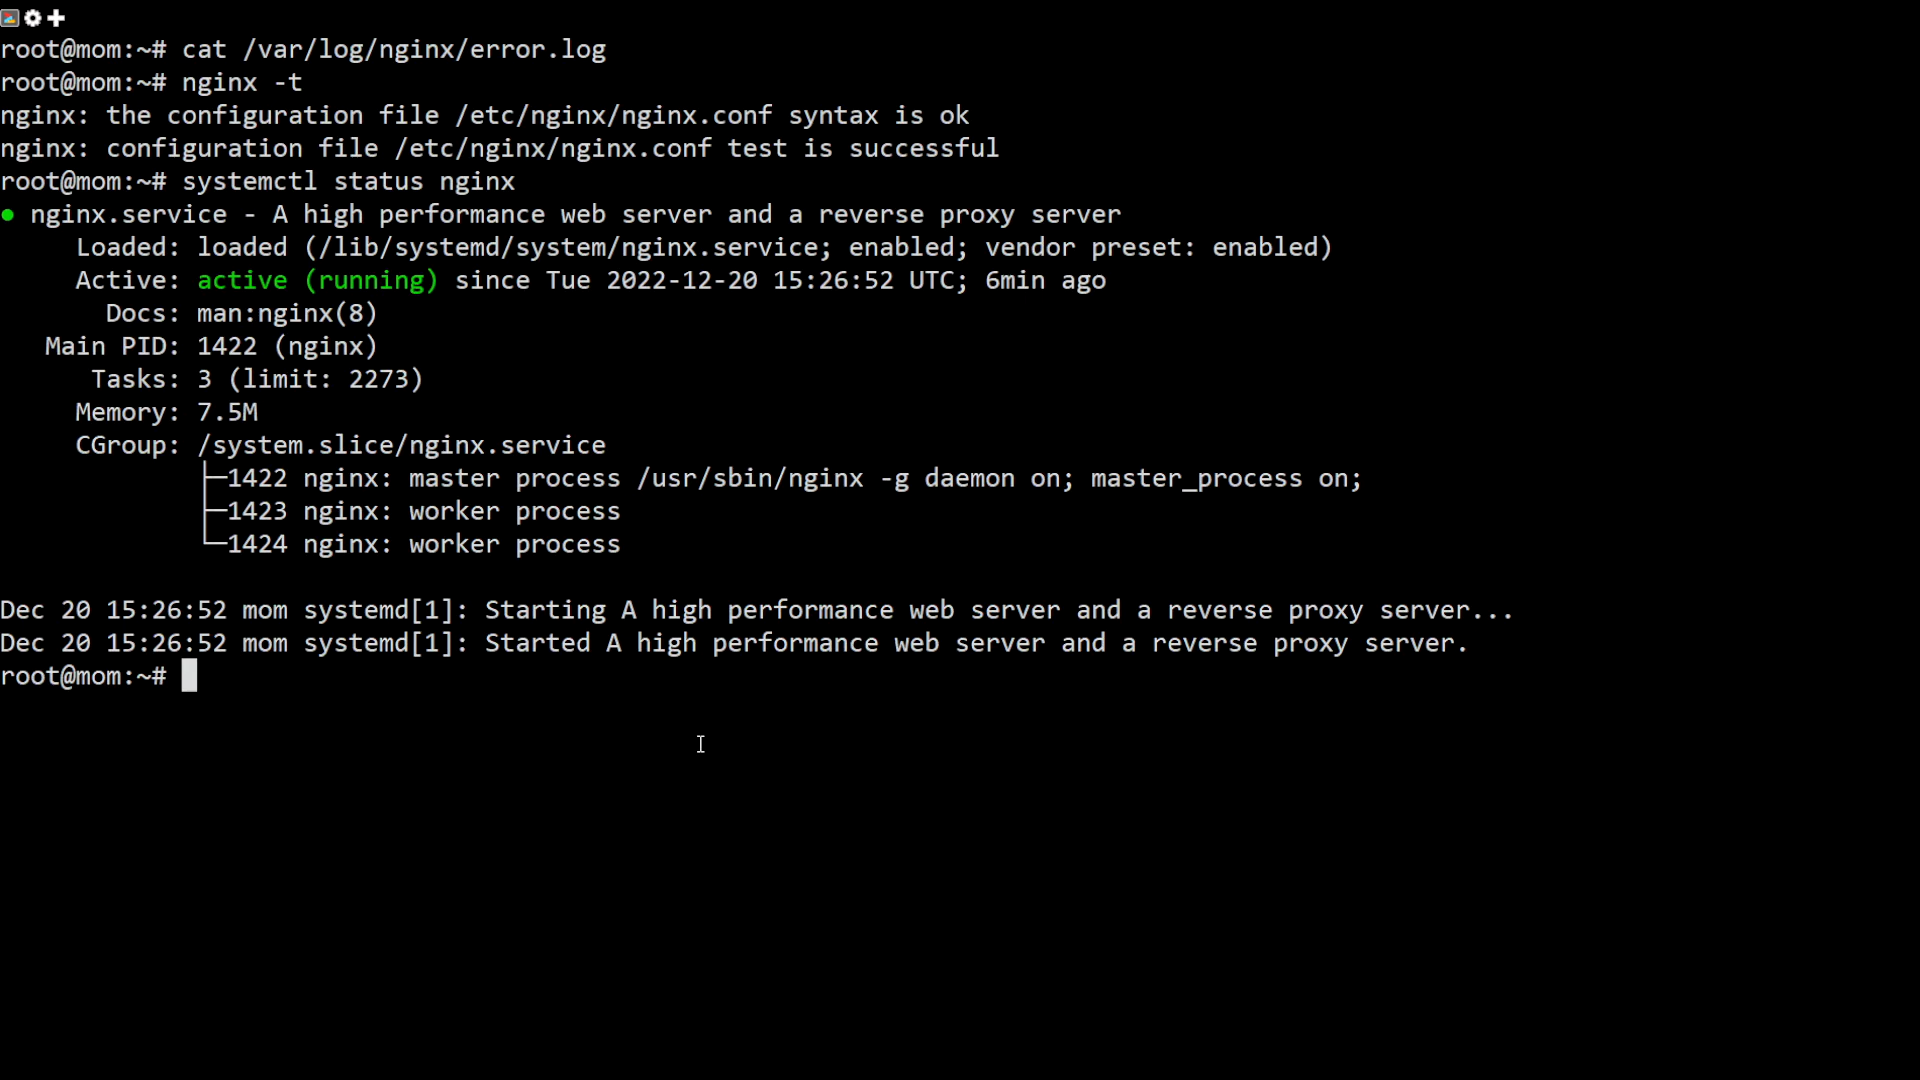 root@mom:~# cat /var/log/nginx/error.log
root@mom:~# nginx -t
nginx: the configuration file /etc/nginx/nginx.conf syntax is ok
nginx: configuration file /etc/nginx/nginx.conf test is successful
root@mom:~# systemctl status nginx
● nginx.service - A high performance web server and a reverse proxy server
     Loaded: loaded (/lib/systemd/system/nginx.service; enabled; vendor preset: enabled)
     Active: active (running) since Tue 2022-12-20 15:26:52 UTC; 6min ago
       Docs: man:nginx(8)
   Main PID: 1422 (nginx)
      Tasks: 3 (limit: 2273)
     Memory: 7.5M
     CGroup: /system.slice/nginx.service
             ├─1422 nginx: master process /usr/sbin/nginx -g daemon on; master_process on;
             ├─1423 nginx: worker process
             └─1424 nginx: worker process
Dec 20 15:26:52 mom systemd[1]: Starting A high performance web server and a reverse proxy server...
Dec 20 15:26:52 mom systemd[1]: Started A high performance web server and a reverse proxy server.
root@mom:~#